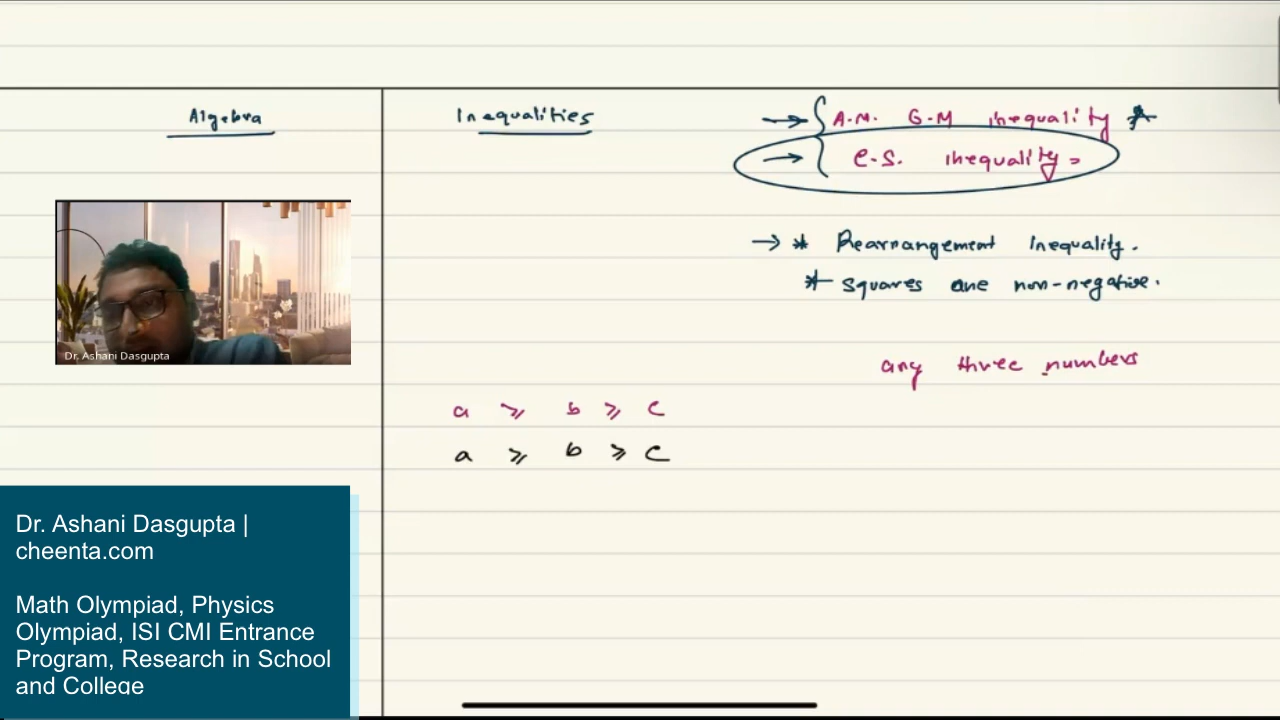 Algebra
Inequalities
→ { A.M. G.M inequality *
→ { C.S. inequality
→ * Rearrangement Inequality.
* squares are non-negative.
any three numbers
a ⩾ b ⩾ c
a ⩾ b ⩾ c
Dr. Ashani Dasgupta
Dr. Ashani Dasgupta |
cheenta.com
Math Olympiad, Physics
Olympiad, ISI CMI Entrance
Program, Research in School
and College